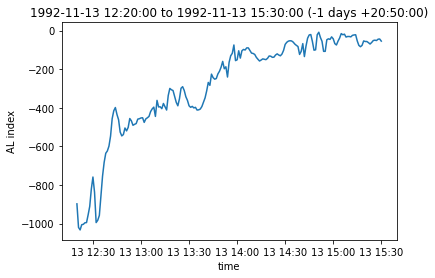 1992-11-13 12:20:00 to 1992-11-13 15:30:00 (-1 days +20:50:00)
0
−200
−400
−600
−800
−1000
AL index
13 12:30 13 13:00 13 13:30 13 14:00 13 14:30 13 15:00 13 15:30
time